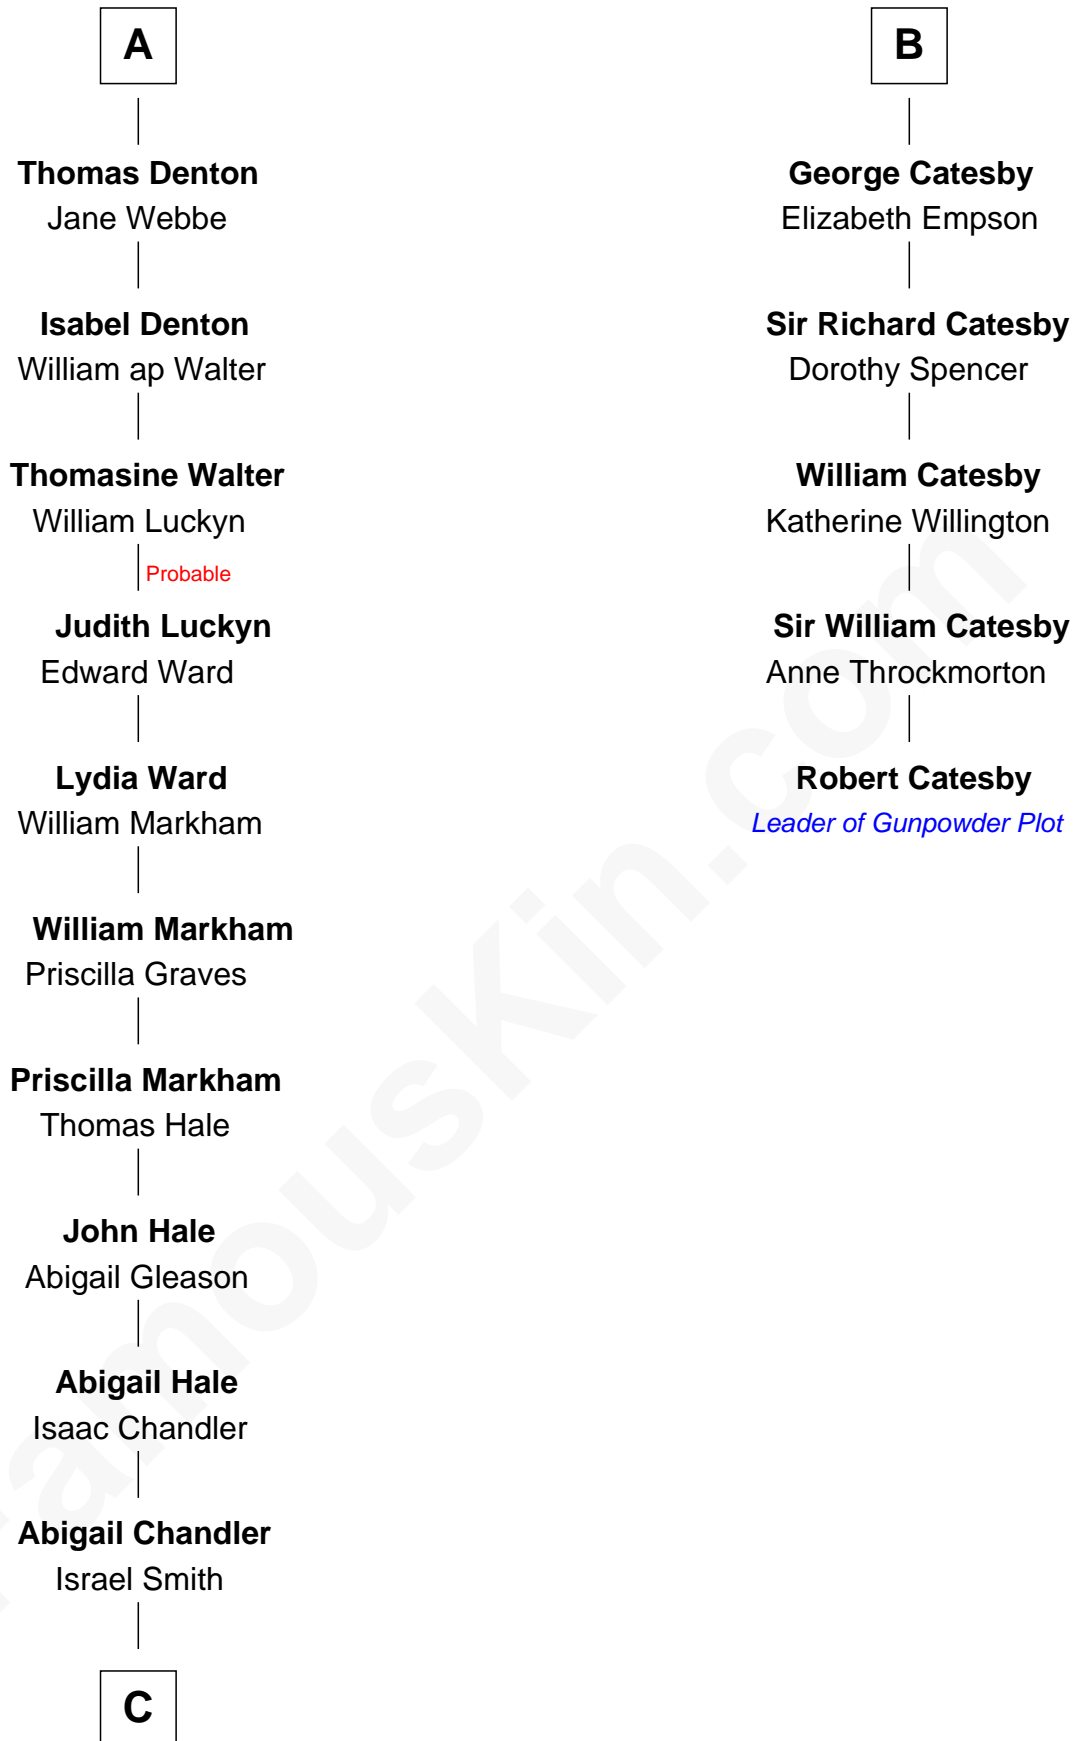 A
Thomas Denton
Jane Webbe
Isabel Denton
William ap Walter
Thomasine Walter
William Luckyn
Probable
Judith Luckyn
Edward Ward
Lydia Ward
William Markham
William Markham
Priscilla Graves
Priscilla Markham
Thomas Hale
John Hale
Abigail Gleason
Abigail Hale
Isaac Chandler
Abigail Chandler
Israel Smith
C
B
George Catesby
Elizabeth Empson
Sir Richard Catesby
Dorothy Spencer
William Catesby
Katherine Willington
Sir William Catesby
Anne Throckmorton
Robert Catesby
Leader of Gunpowder Plot
FamousKin.com